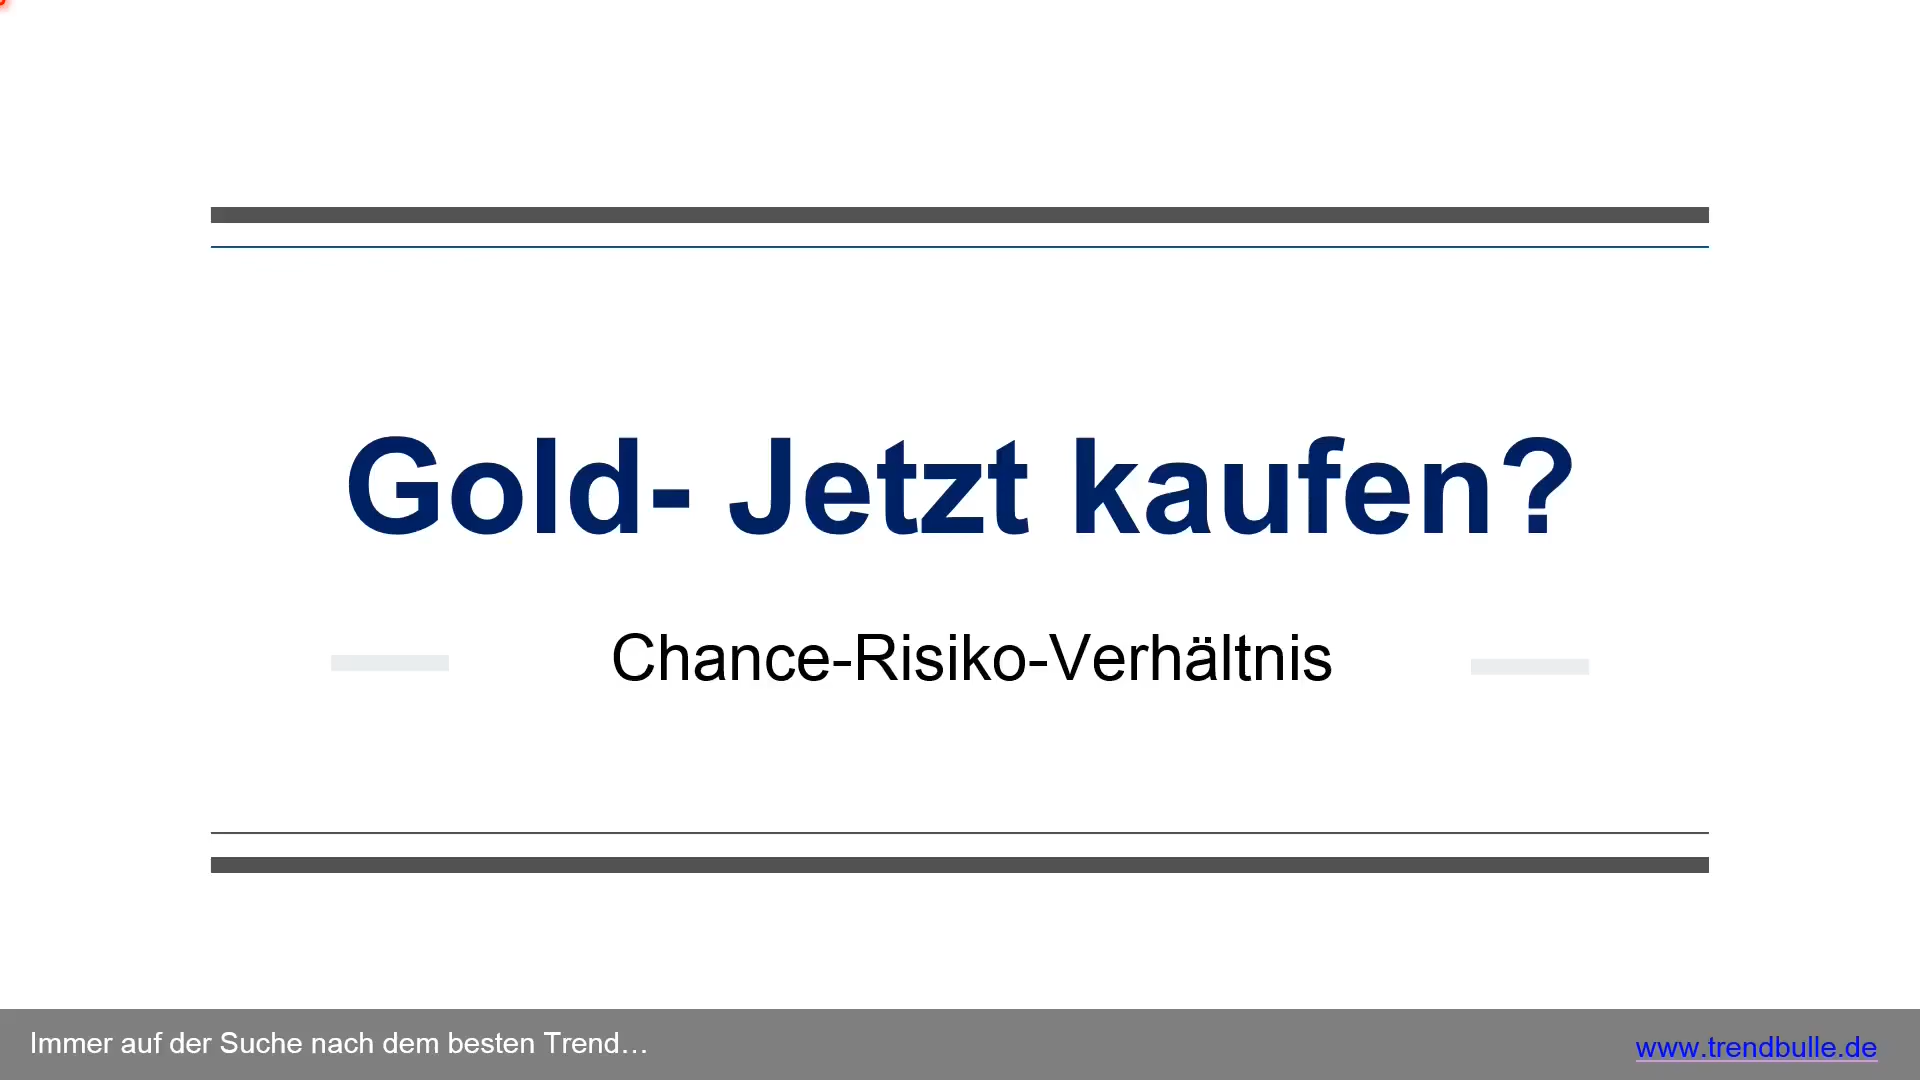 Gold- Jetzt kaufen?
Chance-Risiko-Verhältnis
Immer auf der Suche nach dem besten Trend…
www.trendbulle.de